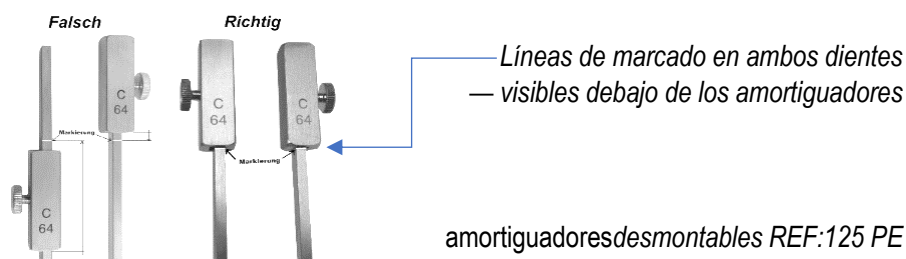 Falsch
Richtig
C
64
C
64
C
64
C
64
Markierung
Markierung
Líneas de marcado en ambos dientes
— visibles debajo de los amortiguadores
amortiguadoresdesmontables REF:125 PE